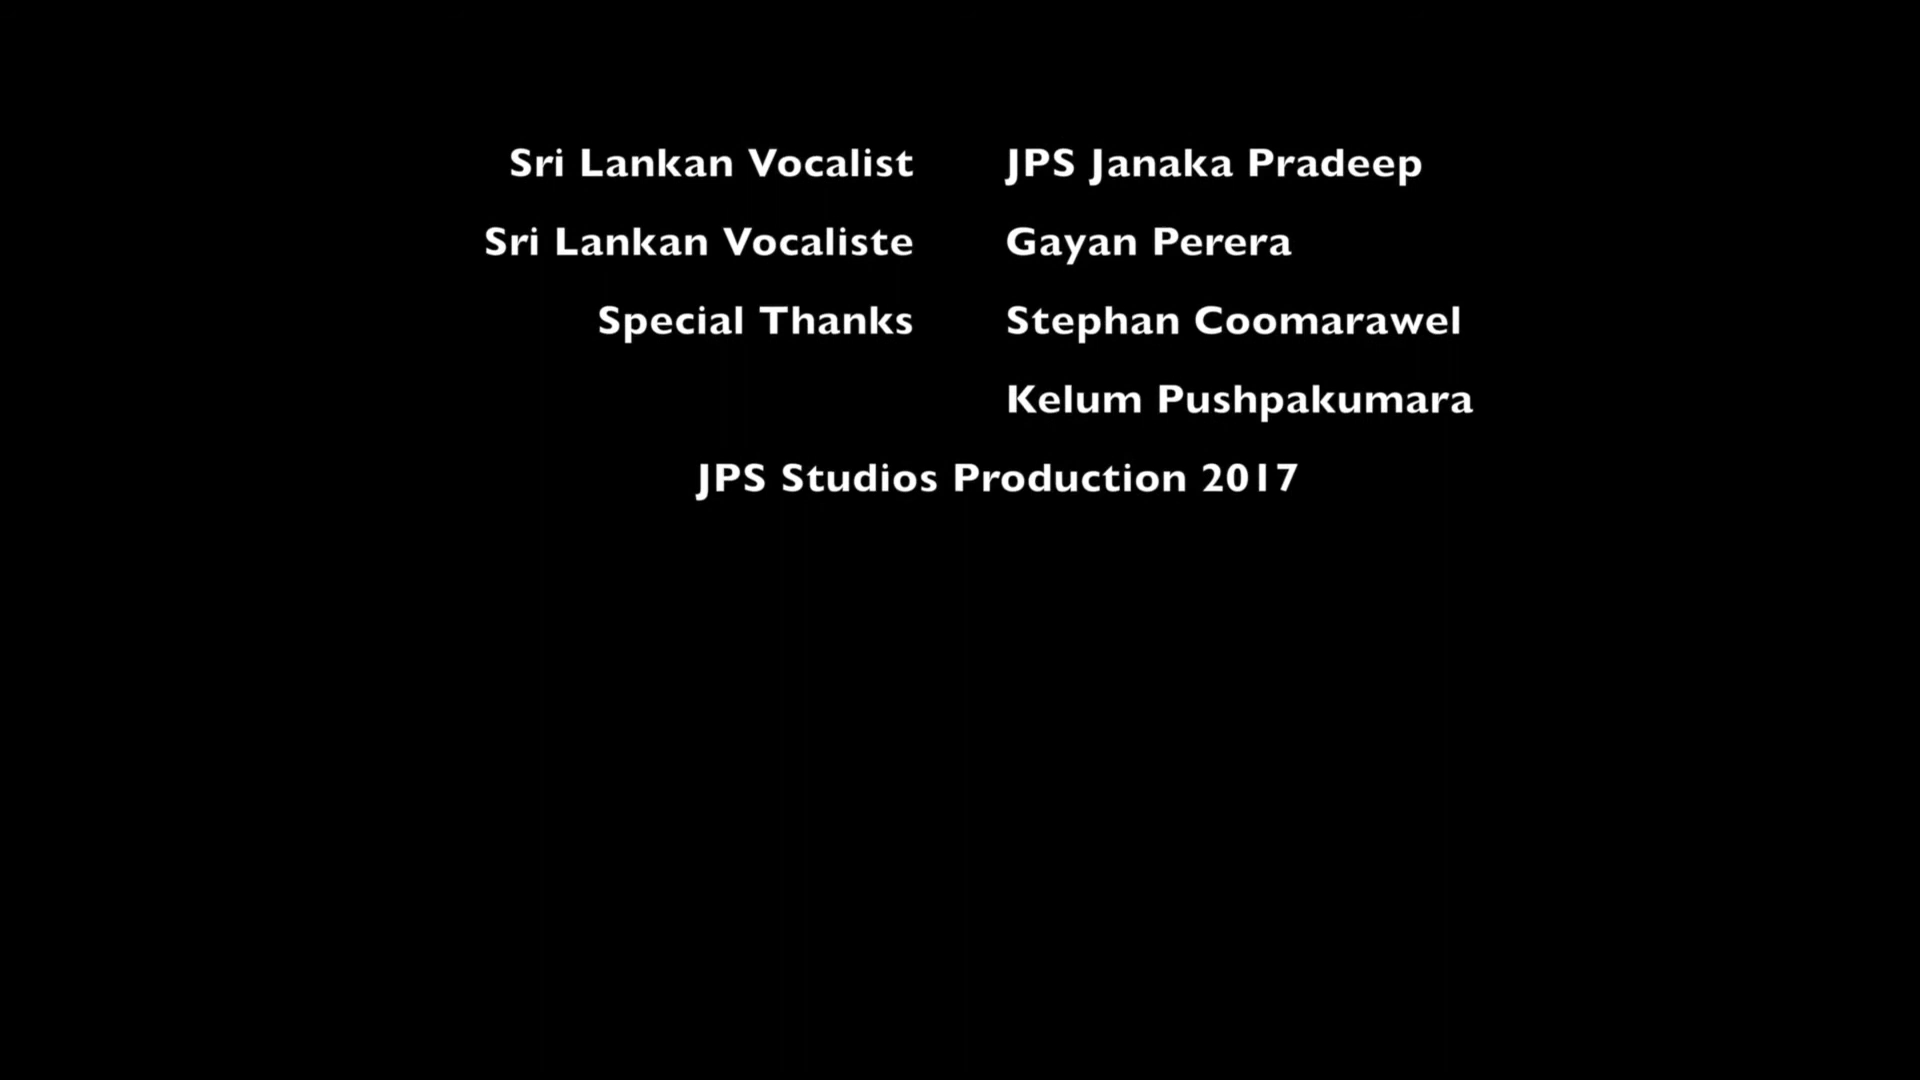 Sri Lankan Vocalist JPS Janaka Pradeep
Sri Lankan Vocaliste Gayan Perera
Special Thanks Stephan Coomarawel
Kelum Pushpakumara
JPS Studios Production 2017